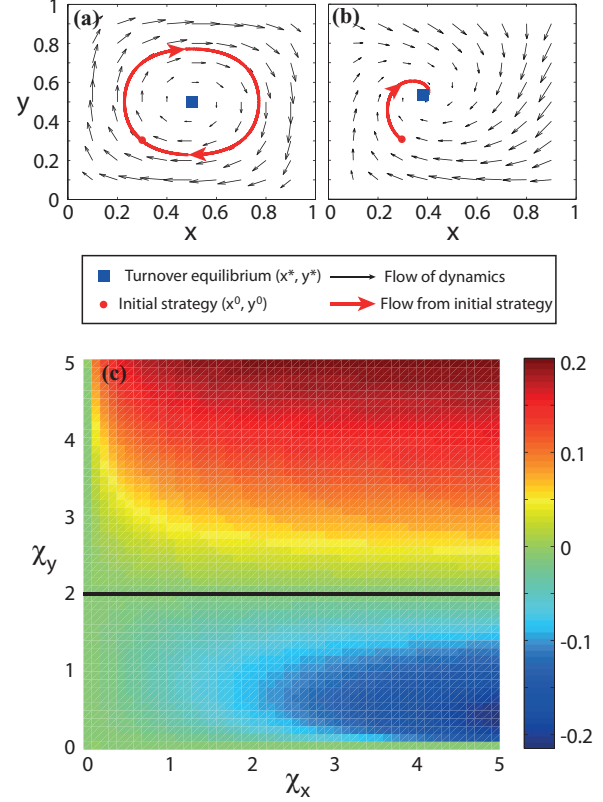 (a)
(b)
1
0.8
0.6
0.4
0.2
0
y
0 0.2 0.4 0.6 0.8 1
x
0 0.2 0.4 0.6 0.8 1
x
Turnover equilibrium (x*, y*)
Flow of dynamics
Initial strategy (x⁰, y⁰)
Flow from initial strategy
(c)
5
4
3
χy
2
1
0
0 1 2 3 4 5
χx
0.2
0.1
0
-0.1
-0.2